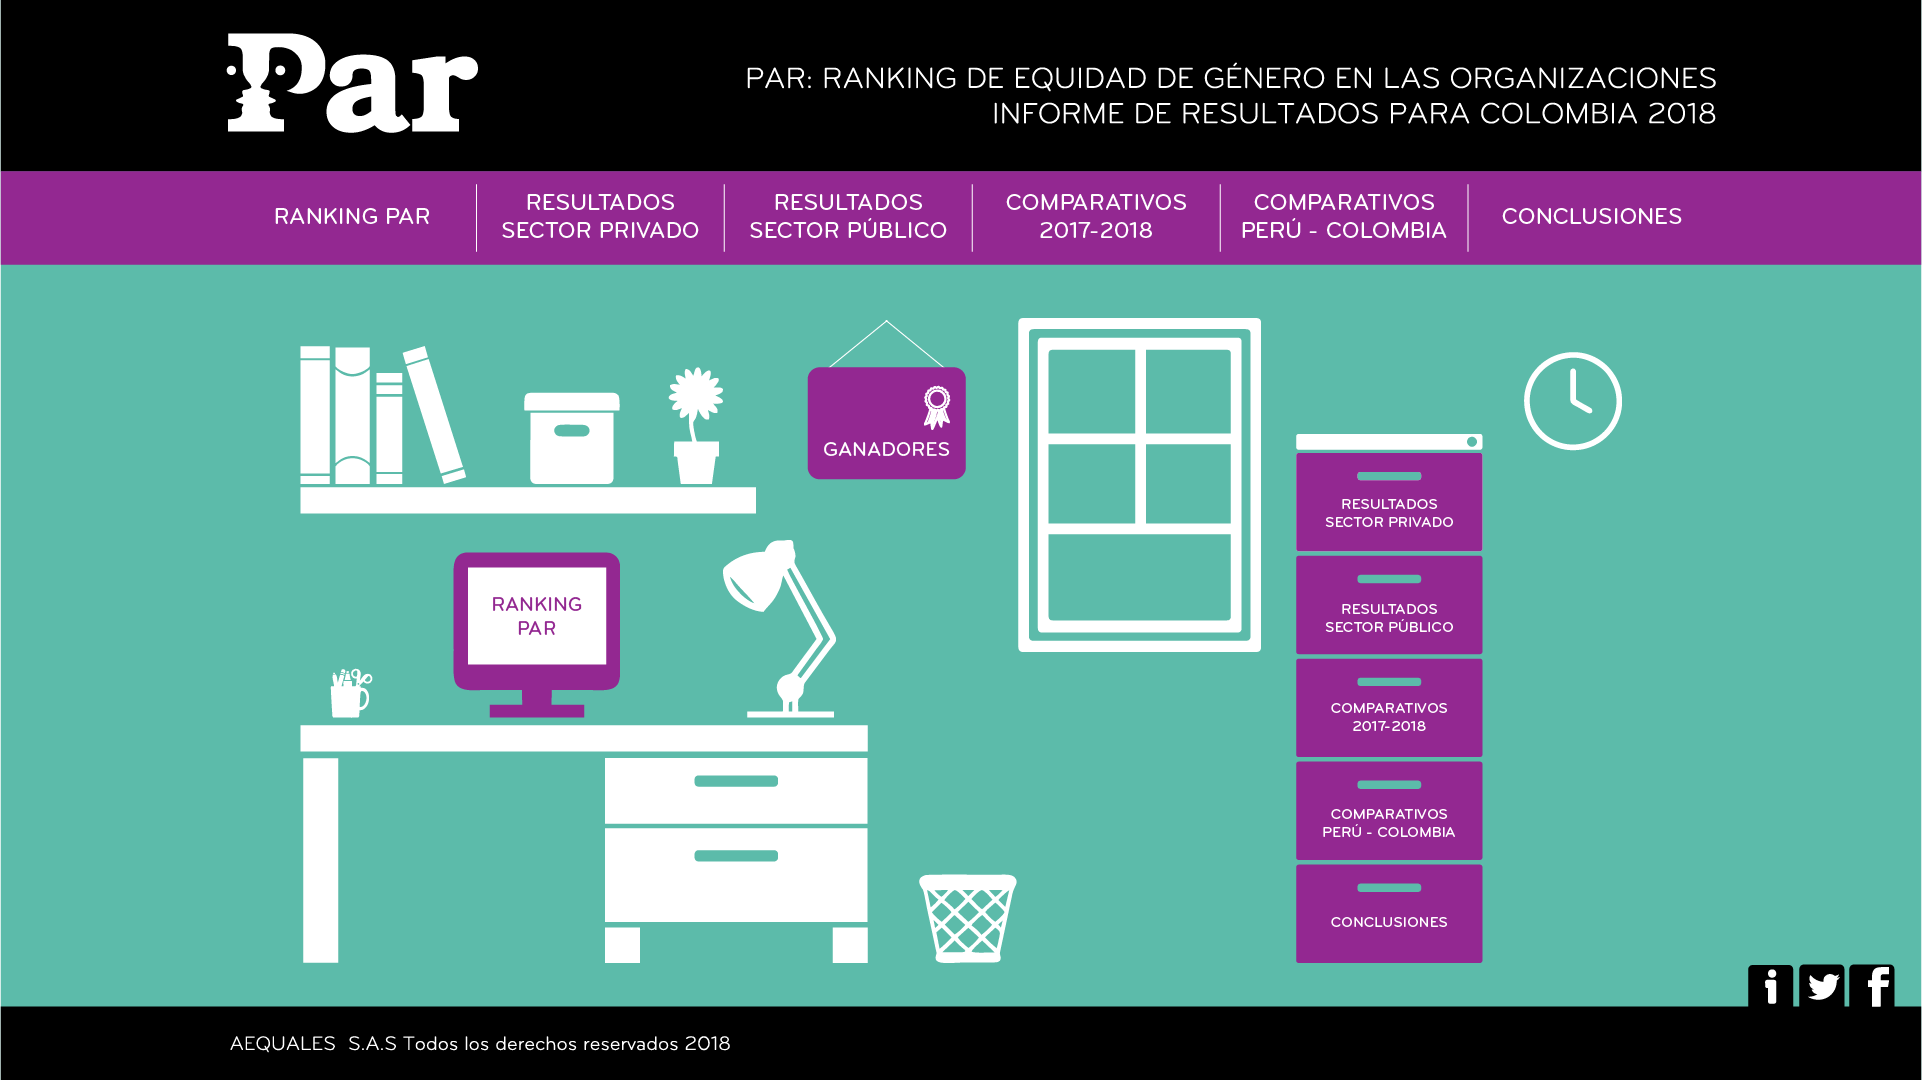 Par
PAR: RANKING DE EQUIDAD DE GÉNERO EN LAS ORGANIZACIONES
INFORME DE RESULTADOS PARA COLOMBIA 2018
RANKING PAR
RESULTADOS
SECTOR PRIVADO
RESULTADOS
SECTOR PÚBLICO
COMPARATIVOS
2017-2018
COMPARATIVOS
PERÚ - COLOMBIA
CONCLUSIONES
GANADORES
RANKING
PAR
RESULTADOS
SECTOR PRIVADO
RESULTADOS
SECTOR PÚBLICO
COMPARATIVOS
2017-2018
COMPARATIVOS
PERÚ - COLOMBIA
CONCLUSIONES
AEQUALES S.A.S Todos los derechos reservados 2018